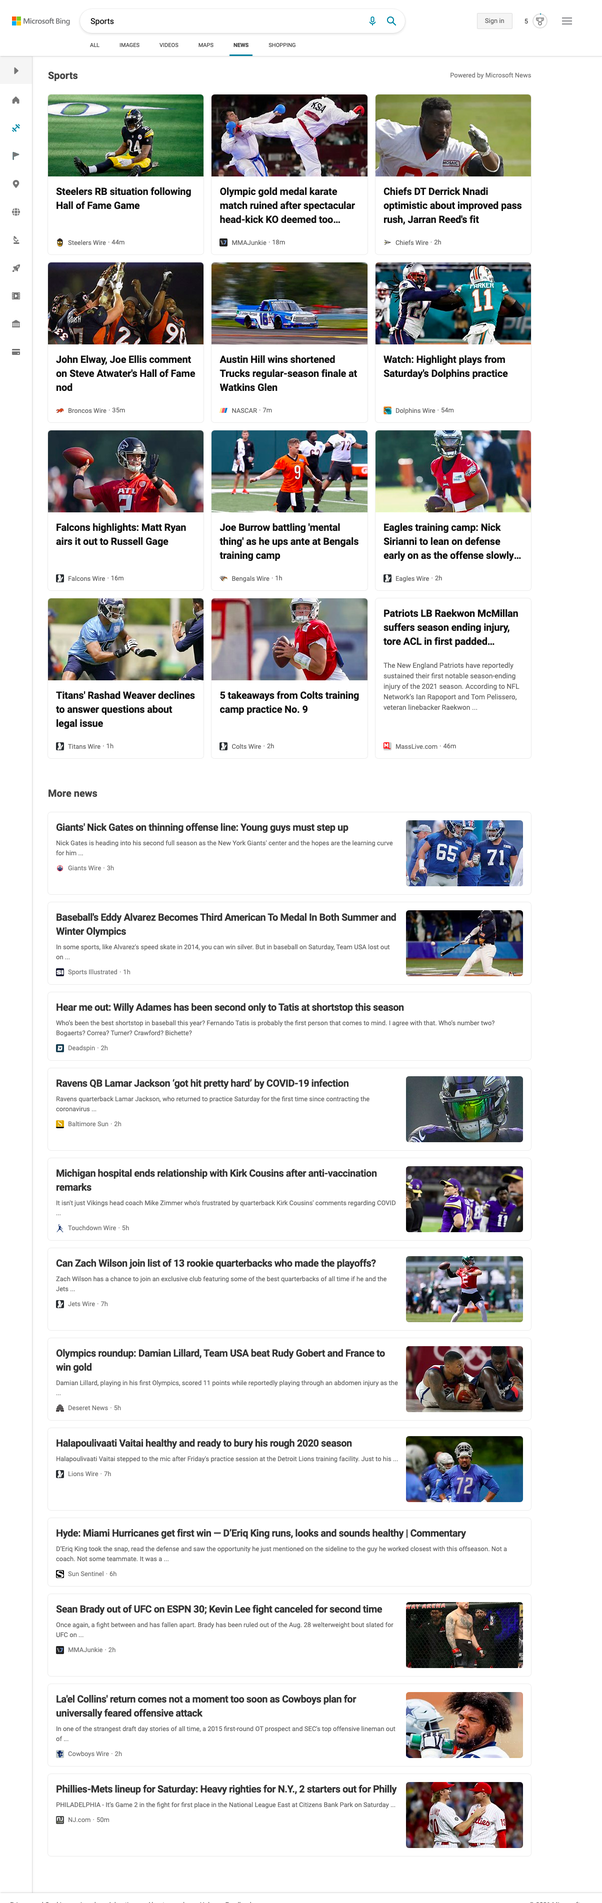 Microsoft Bing
Sports
Sign in
5
ALL
IMAGES
VIDEOS
MAPS
NEWS
SHOPPING
Sports
Powered by Microsoft News
Steelers RB situation following
Hall of Fame Game
Steelers Wire · 44m
Olympic gold medal karate
match ruined after spectacular
head-kick KO deemed too...
MMAJunkie · 18m
Chiefs DT Derrick Nnadi
optimistic about improved pass
rush, Jarran Reed's fit
Chiefs Wire · 2h
John Elway, Joe Ellis comment
on Steve Atwater's Hall of Fame
nod
Broncos Wire · 35m
Austin Hill wins shortened
Trucks regular-season finale at
Watkins Glen
NASCAR · 7m
Watch: Highlight plays from
Saturday's Dolphins practice
Dolphins Wire · 54m
Falcons highlights: Matt Ryan
airs it out to Russell Gage
Falcons Wire · 16m
Joe Burrow battling 'mental
thing' as he ups ante at Bengals
training camp
Bengals Wire · 1h
Eagles training camp: Nick
Sirianni to lean on defense
early on as the offense slowly...
Eagles Wire · 2h
Titans' Rashad Weaver declines
to answer questions about
legal issue
Titans Wire · 1h
5 takeaways from Colts training
camp practice No. 9
Colts Wire · 2h
Patriots LB Raekwon McMillan
suffers season ending injury,
tore ACL in first padded...
The New England Patriots have reportedly
sustained their first notable season-ending
injury of the 2021 season. According to NFL
Network's Ian Rapoport and Tom Pelissero,
veteran linebacker Raekwon ...
MassLive.com · 46m
More news
Giants' Nick Gates on thinning offense line: Young guys must step up
Nick Gates is heading into his second full season as the New York Giants' center and the hopes are the learning curve
for him ...
Giants Wire · 3h
Baseball's Eddy Alvarez Becomes Third American To Medal In Both Summer and
Winter Olympics
In some sports, like Alvarez's speed skate in 2014, you can win silver. But in baseball on Saturday, Team USA lost out
on ...
Sports Illustrated · 1h
Hear me out: Willy Adames has been second only to Tatis at shortstop this season
Who's been the best shortstop in baseball this year? Fernando Tatis is probably the first person that comes to mind. I agree with that. Who's number two?
Bogaerts? Correa? Turner? Crawford? Bichette?
Deadspin · 2h
Ravens QB Lamar Jackson 'got hit pretty hard' by COVID-19 infection
Ravens quarterback Lamar Jackson, who returned to practice Saturday for the first time since contracting the
coronavirus ...
Baltimore Sun · 2h
Michigan hospital ends relationship with Kirk Cousins after anti-vaccination
remarks
It isn't just Vikings head coach Mike Zimmer who's frustrated by quarterback Kirk Cousins' comments regarding COVID
...
Touchdown Wire · 5h
Can Zach Wilson join list of 13 rookie quarterbacks who made the playoffs?
Zach Wilson has a chance to join an exclusive club featuring some of the best quarterbacks of all time if he and the
Jets ...
Jets Wire · 7h
Olympics roundup: Damian Lillard, Team USA beat Rudy Gobert and France to
win gold
Damian Lillard, playing in his first Olympics, scored 11 points while reportedly playing through an abdomen injury as the
...
Deseret News · 5h
Halapoulivaati Vaitai healthy and ready to bury his rough 2020 season
Halapoulivaati Vaitai stepped to the mic after Friday's practice session at the Detroit Lions training facility. Just to his ...
Lions Wire · 7h
Hyde: Miami Hurricanes get first win — D'Eriq King runs, looks and sounds healthy | Commentary
D'Eriq King took the snap, read the defense and saw the opportunity he just mentioned on the sideline to the guy he worked closest with this offseason. Not a
coach. Not some teammate. It was a ...
Sun Sentinel · 6h
Sean Brady out of UFC on ESPN 30; Kevin Lee fight canceled for second time
Once again, a fight between and has fallen apart. Brady has been ruled out of the Aug. 28 welterweight bout slated for
UFC on ...
MMAJunkie · 2h
La'el Collins' return comes not a moment too soon as Cowboys plan for
universally feared offensive attack
In one of the strangest draft day stories of all time, a 2015 first-round OT prospect and SEC's top offensive lineman out
of ...
Cowboys Wire · 2h
Phillies-Mets lineup for Saturday: Heavy righties for N.Y., 2 starters out for Philly
PHILADELPHIA - It's Game 2 in the fight for first place in the National League East at Citizens Bank Park on Saturday ...
NJ.com · 50m